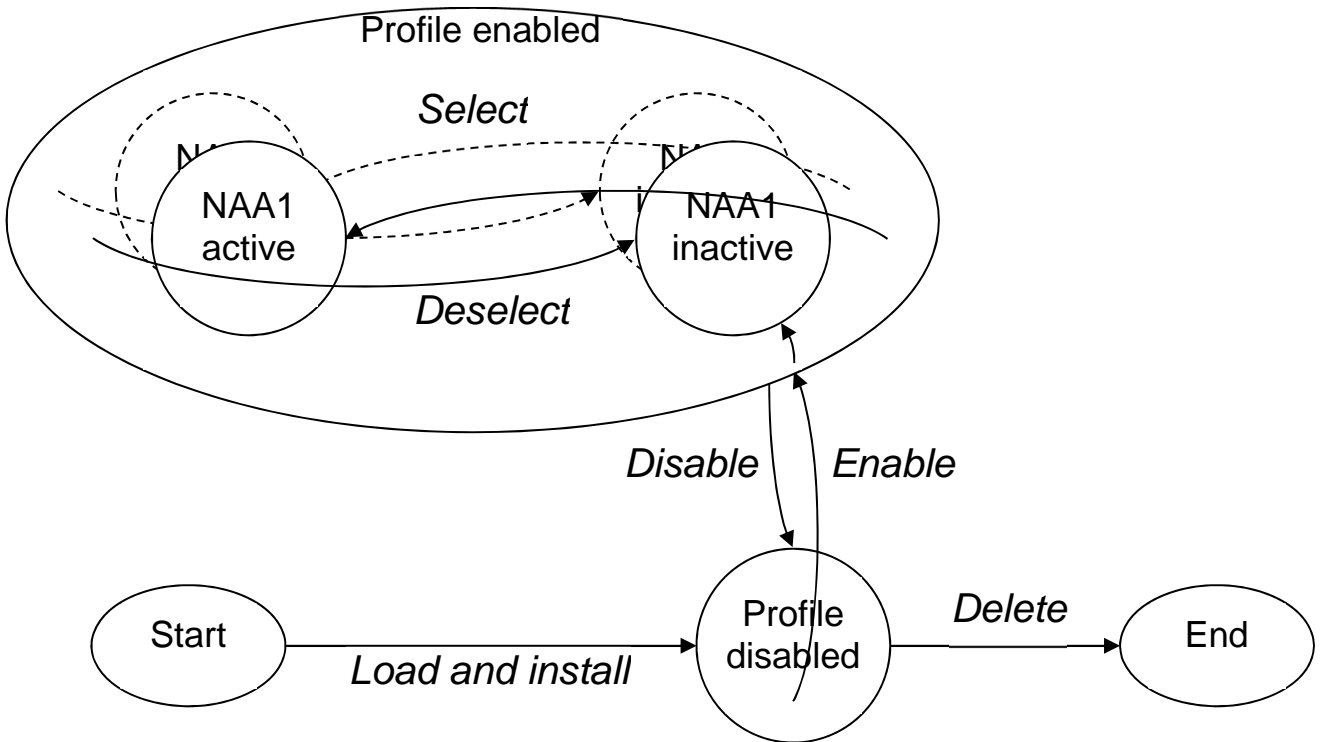 Profile enabled
Select
NAA1
active
NAA1
inactive
Deselect
Disable
Enable
Start
Load and install
Profile
disabled
Delete
End